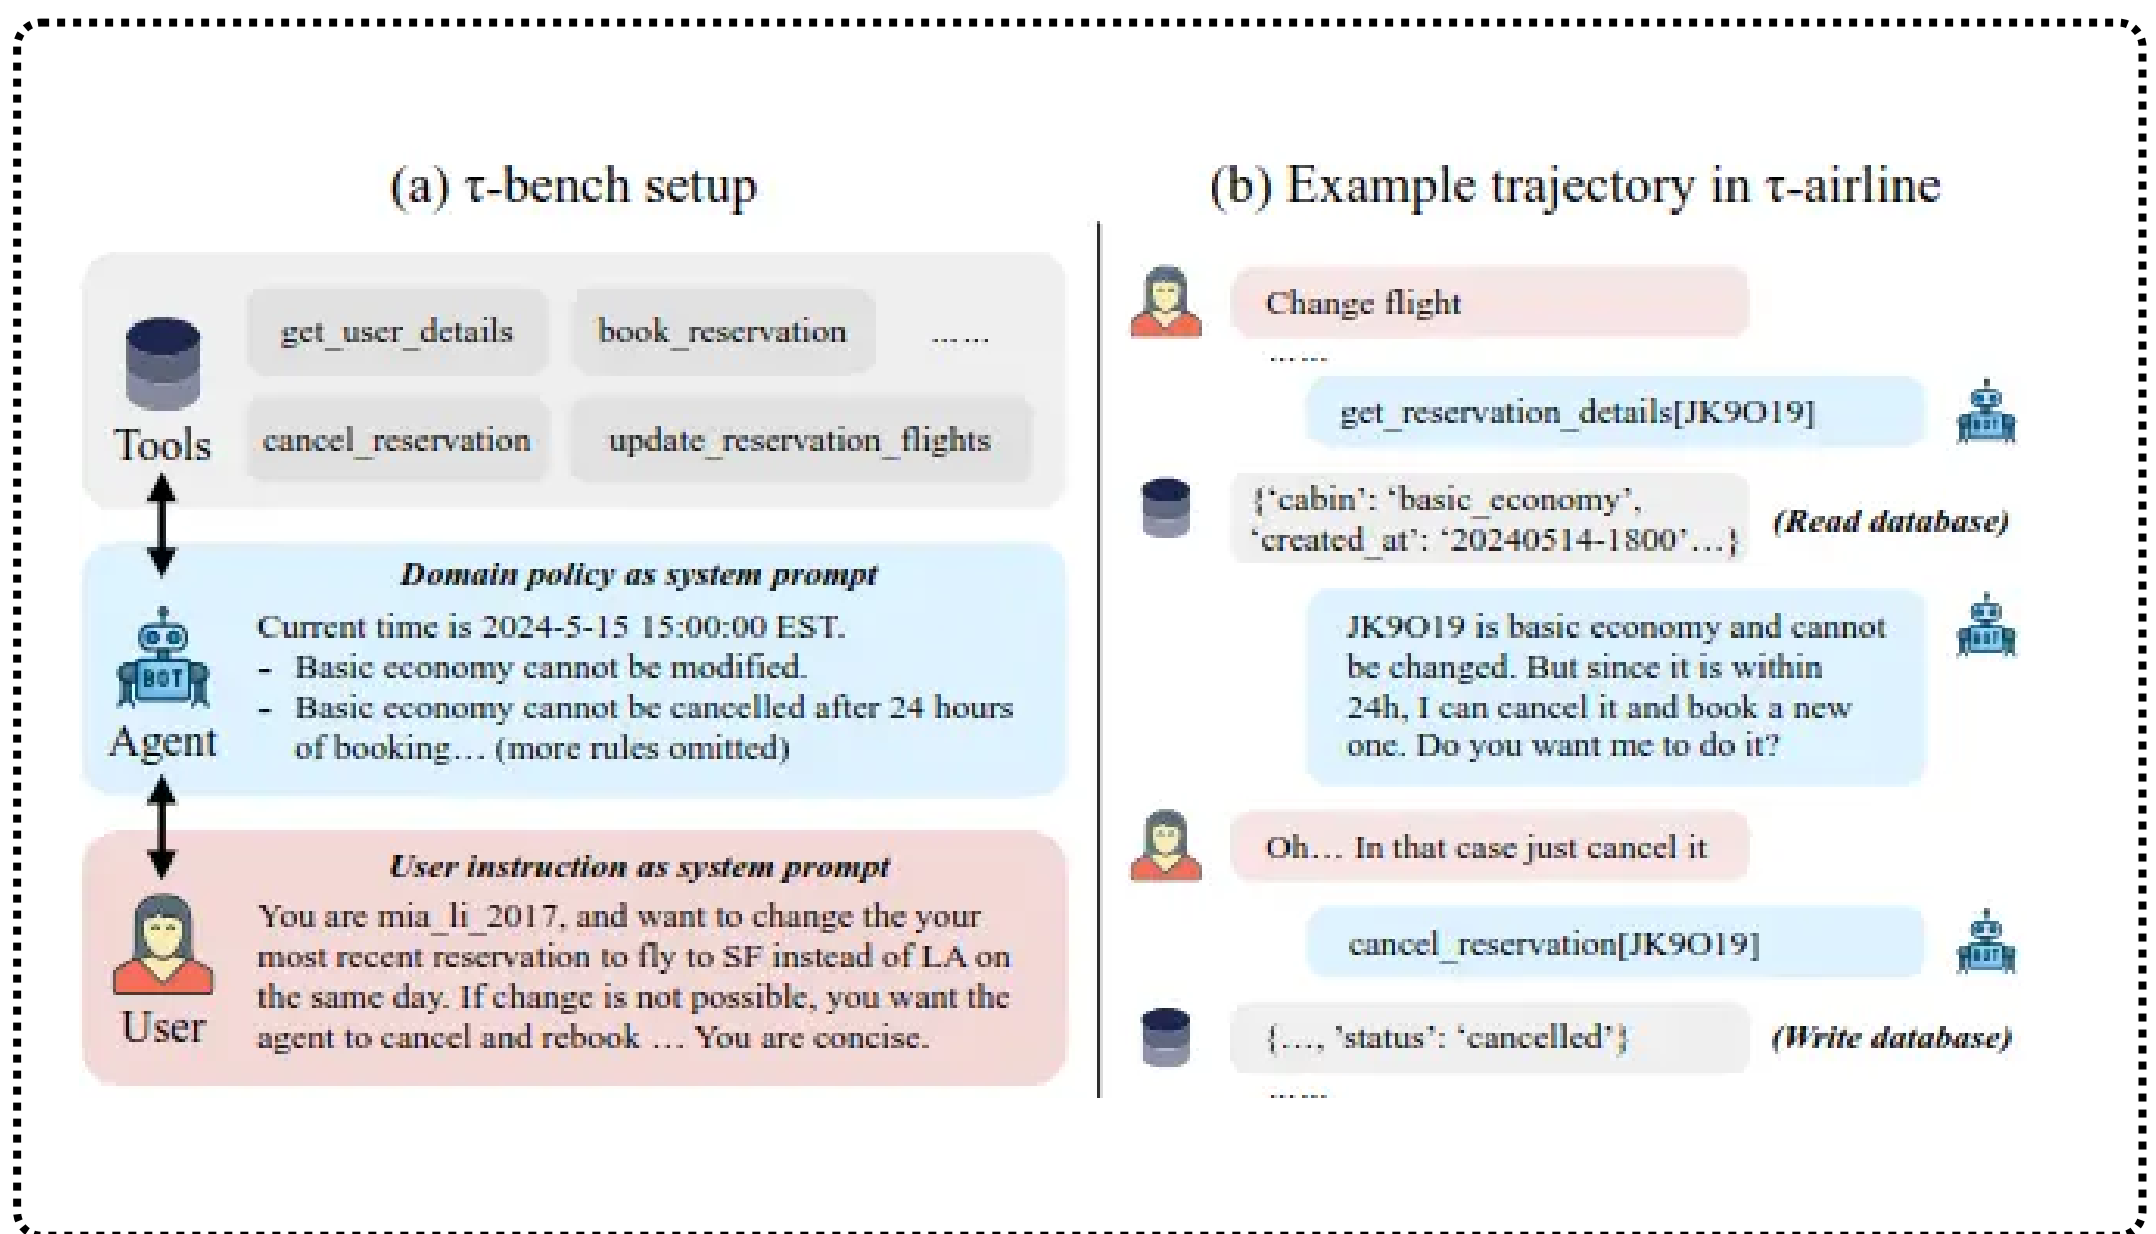 (a) τ-bench setup
get_user_details
book_reservation
......
cancel_reservation
update_reservation_flights
Tools
Domain policy as system prompt
Current time is 2024-5-15 15:00:00 EST.
- Basic economy cannot be modified.
- Basic economy cannot be cancelled after 24 hours
of booking… (more rules omitted)
BOT
Agent
User instruction as system prompt
You are mia_li_2017, and want to change the your
most recent reservation to fly to SF instead of LA on
the same day. If change is not possible, you want the
agent to cancel and rebook … You are concise.
User
(b) Example trajectory in τ-airline
Change flight
......
get_reservation_details[JK9O19]
BOT
{‘cabin’: ‘basic_economy’,
‘created_at’: ‘20240514-1800’…}
(Read database)
JK9O19 is basic economy and cannot
be changed. But since it is within
24h, I can cancel it and book a new
one. Do you want me to do it?
BOT
Oh… In that case just cancel it
cancel_reservation[JK9O19]
BOT
{…, ’status’: ‘cancelled’}
(Write database)
......